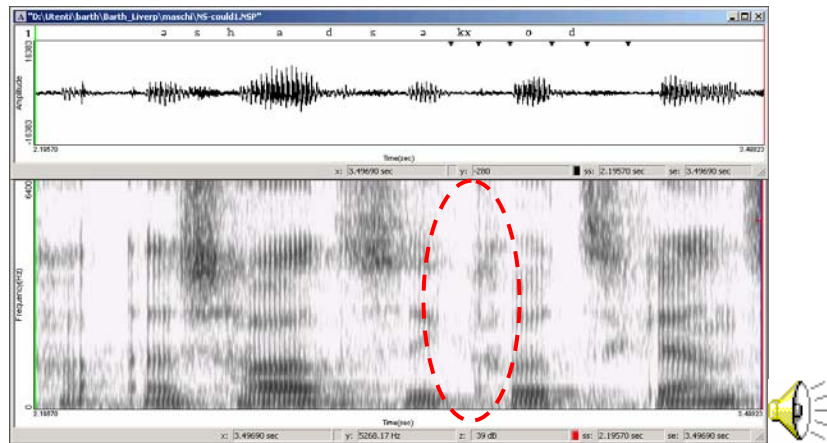 "D:\Utenti\barth\Barth_Liverp\maschi\NS-could1.NSP"
1 ə s h a d s ə kx o d
16383
Amplitude
-16383
2.19570 3.49823
Time(sec)
x: 3.49690 sec y: -280 ss: 2.19570 sec se: 3.49690 sec
6400
Frequency(Hz)
0
2.19570 3.49823
Time(sec)
x: 3.49690 sec y: 5268.17 Hz z: 39 dB ss: 2.19570 sec se: 3.49690 sec